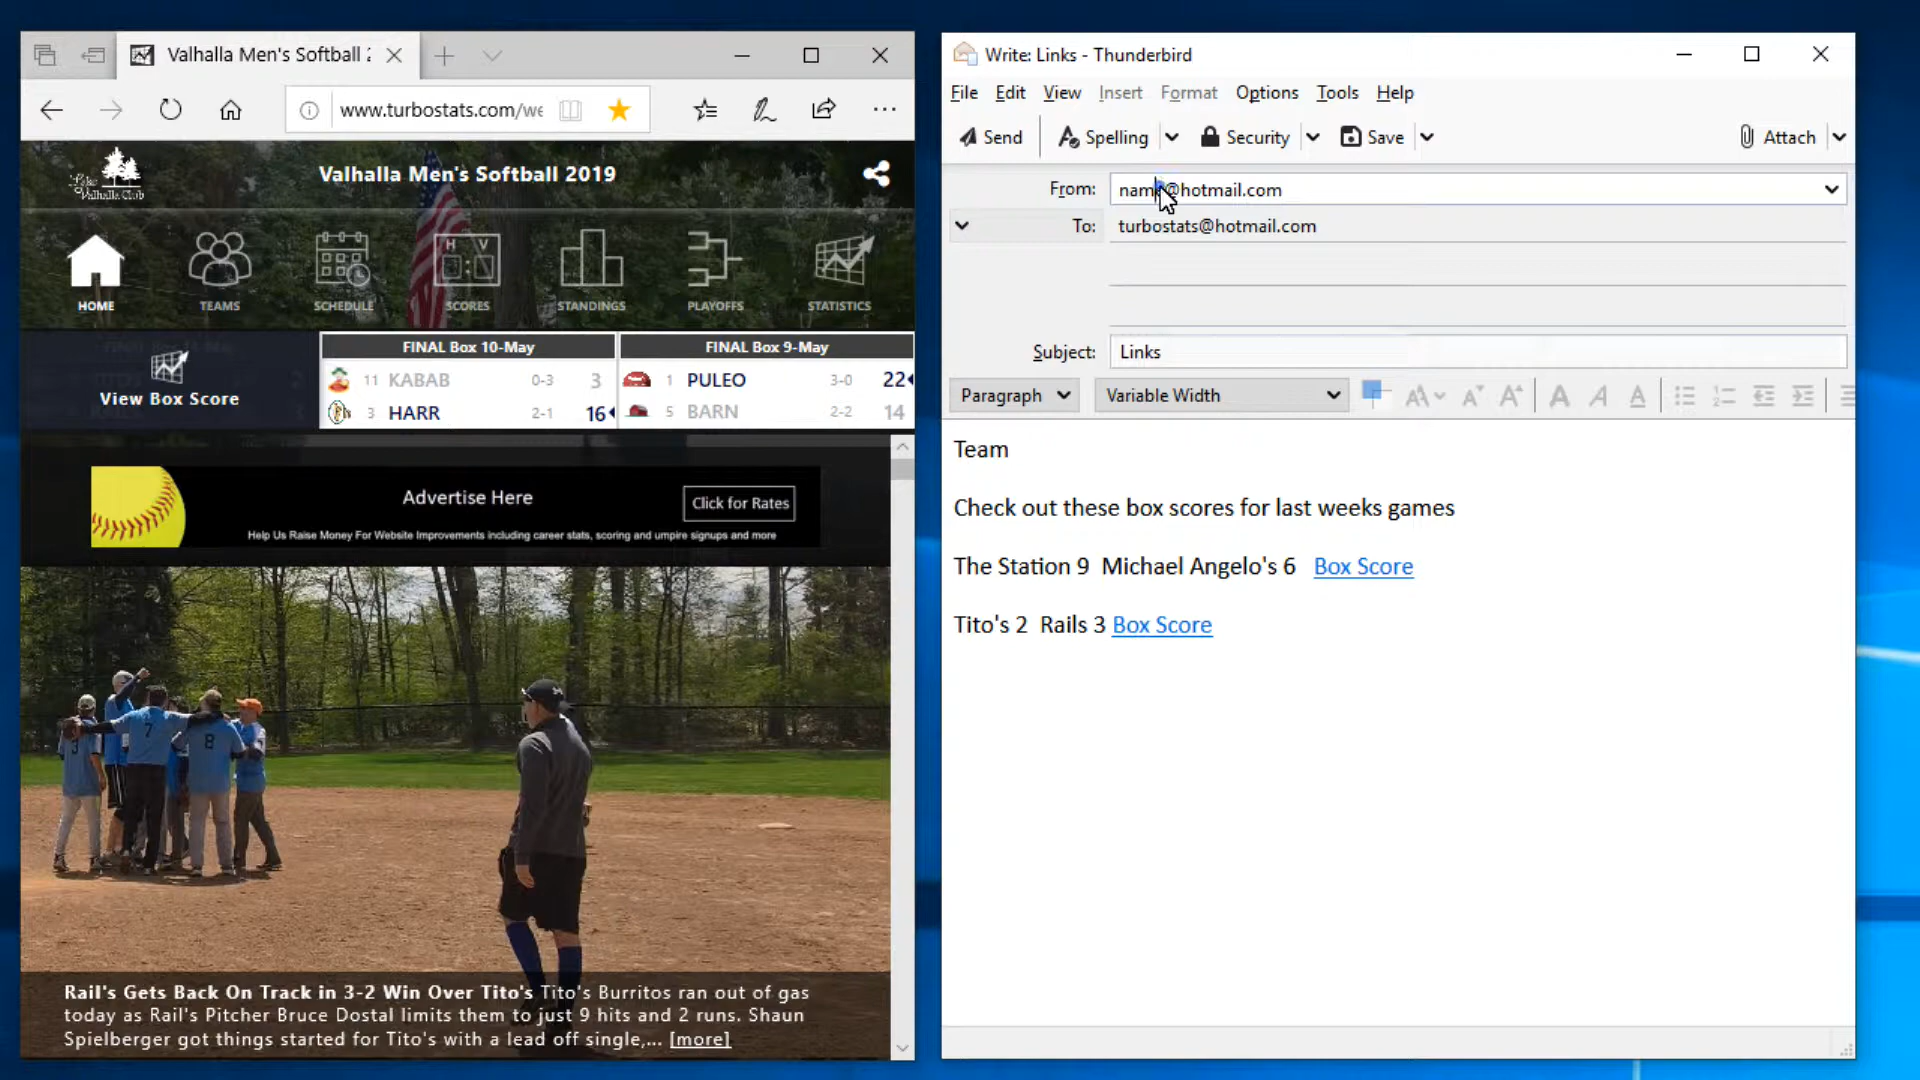 Valhalla Men's Softball 2
www.turbostats.com/we
Lake Valhalla Club
Valhalla Men's Softball 2019
HOME
TEAMS
SCHEDULE
H V
SCORES
STANDINGS
PLAYOFFS
STATISTICS
View Box Score
FINAL Box 10-May
11 KABAB 0-3 3
3 HARR 2-1 16
FINAL Box 9-May
1 PULEO 3-0 22
5 BARN 2-2 14
Advertise Here
Click for Rates
Help Us Raise Money For Website Improvements including career stats, scoring and umpire signups and more
3 7 8
Rail's Gets Back On Track in 3-2 Win Over Tito's Tito's Burritos ran out of gas
today as Rail's Pitcher Bruce Dostal limits them to just 9 hits and 2 runs. Shaun
Spielberger got things started for Tito's with a lead off single,... [more]
Write: Links - Thunderbird
File Edit View Insert Format Options Tools Help
Send Spelling Security Save Attach
From: name@hotmail.com
To: turbostats@hotmail.com
Subject: Links
Paragraph Variable Width
Team
Check out these box scores for last weeks games
The Station 9 Michael Angelo's 6 Box Score
Tito's 2 Rails 3 Box Score